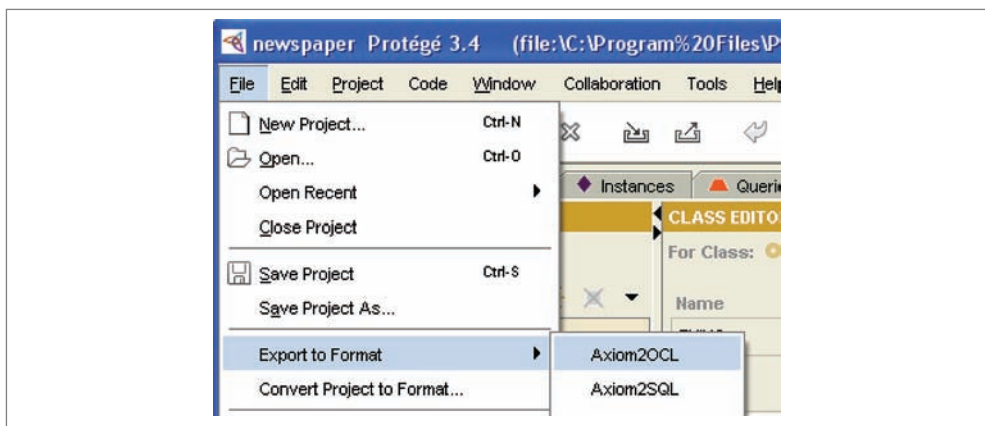 newspaper Protégé 3.4 (file:\C:\Program%20Files\P
File Edit Project Code Window Collaboration Tools Help
New Project... Ctrl-N
Open... Ctrl-O
Instances Queri
Open Recent
CLASS EDITO
Close Project
For Class:
Save Project Ctrl-S
Name
Save Project As...
Export to Format Axiom2OCL
Convert Project to Format... Axiom2SQL